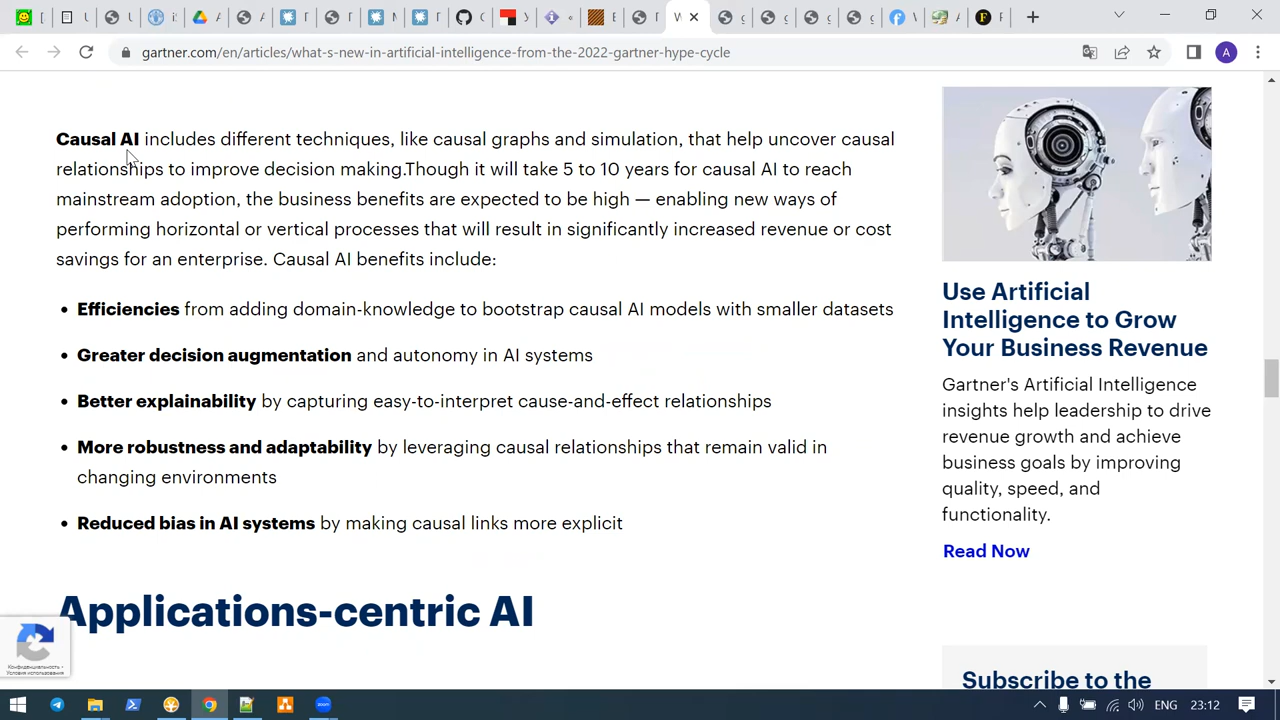 gartner.com/en/articles/what-s-new-in-artificial-intelligence-from-the-2022-gartner-hype-cycle
A
Causal AI includes different techniques, like causal graphs and simulation, that help uncover causal
relationships to improve decision making.Though it will take 5 to 10 years for causal AI to reach
mainstream adoption, the business benefits are expected to be high — enabling new ways of
performing horizontal or vertical processes that will result in significantly increased revenue or cost
savings for an enterprise. Causal AI benefits include:
• Efficiencies from adding domain-knowledge to bootstrap causal AI models with smaller datasets
• Greater decision augmentation and autonomy in AI systems
• Better explainability by capturing easy-to-interpret cause-and-effect relationships
• More robustness and adaptability by leveraging causal relationships that remain valid in
changing environments
• Reduced bias in AI systems by making causal links more explicit
Applications-centric AI
Use Artificial
Intelligence to Grow
Your Business Revenue
Gartner's Artificial Intelligence
insights help leadership to drive
revenue growth and achieve
business goals by improving
quality, speed, and
functionality.
Read Now
Subscribe to the
Конфиденциальность -
Условия использования
zoom
ENG
23:12